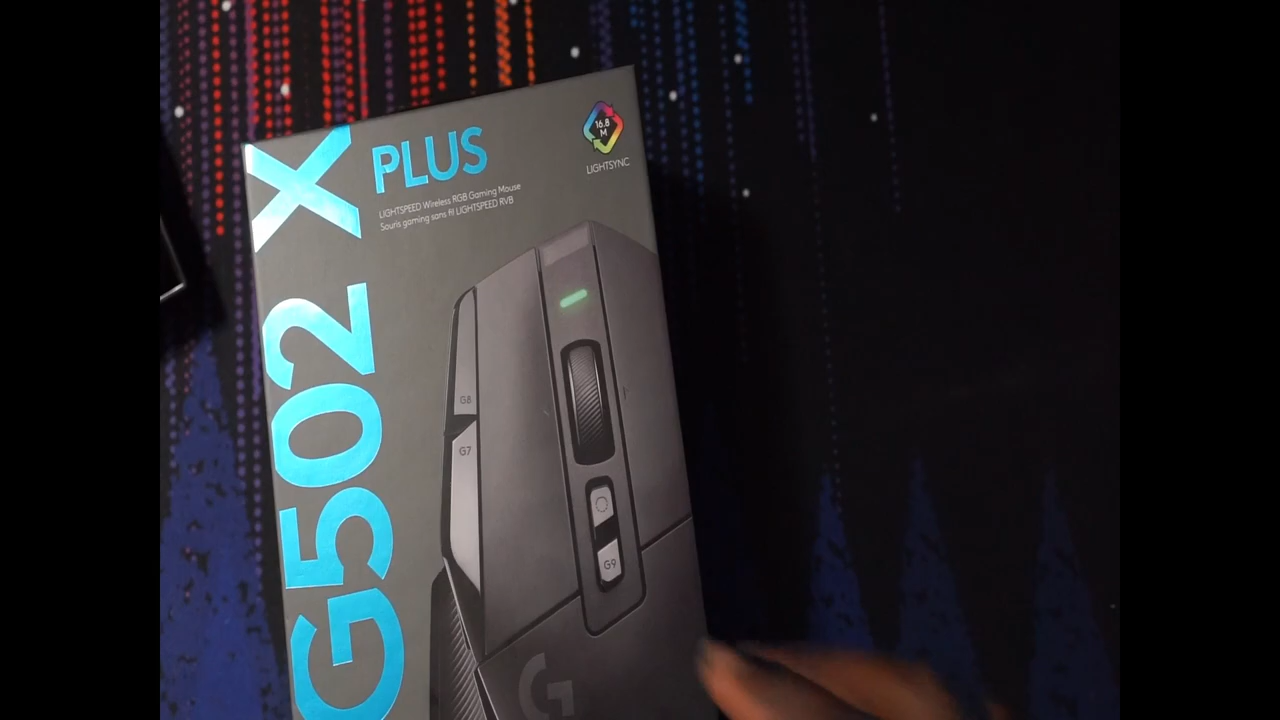 G502 X
PLUS
LIGHTSPEED Wireless RGB Gaming Mouse
Souris gaming sans fil LIGHTSPEED RVB
16.8
M
LIGHTSYNC
G8
G7
G9
G